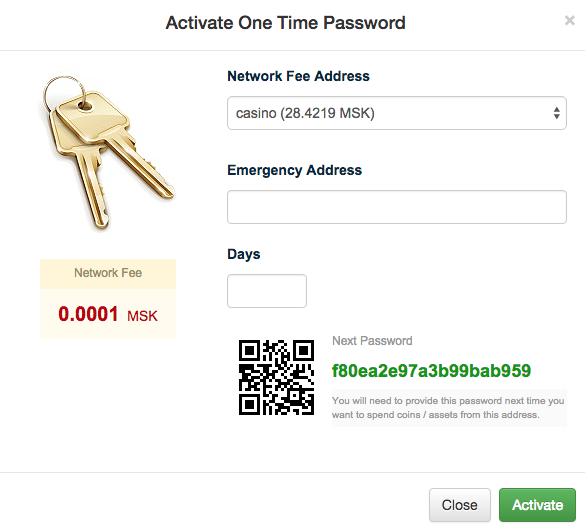 Activate One Time Password
×
Network Fee Address
casino (28.4219 MSK)
Emergency Address
Days
Network Fee
0.0001 MSK
Next Password
f80ea2e97a3b99bab959
You will need to provide this password next time you
want to spend coins / assets from this address.
Close
Activate